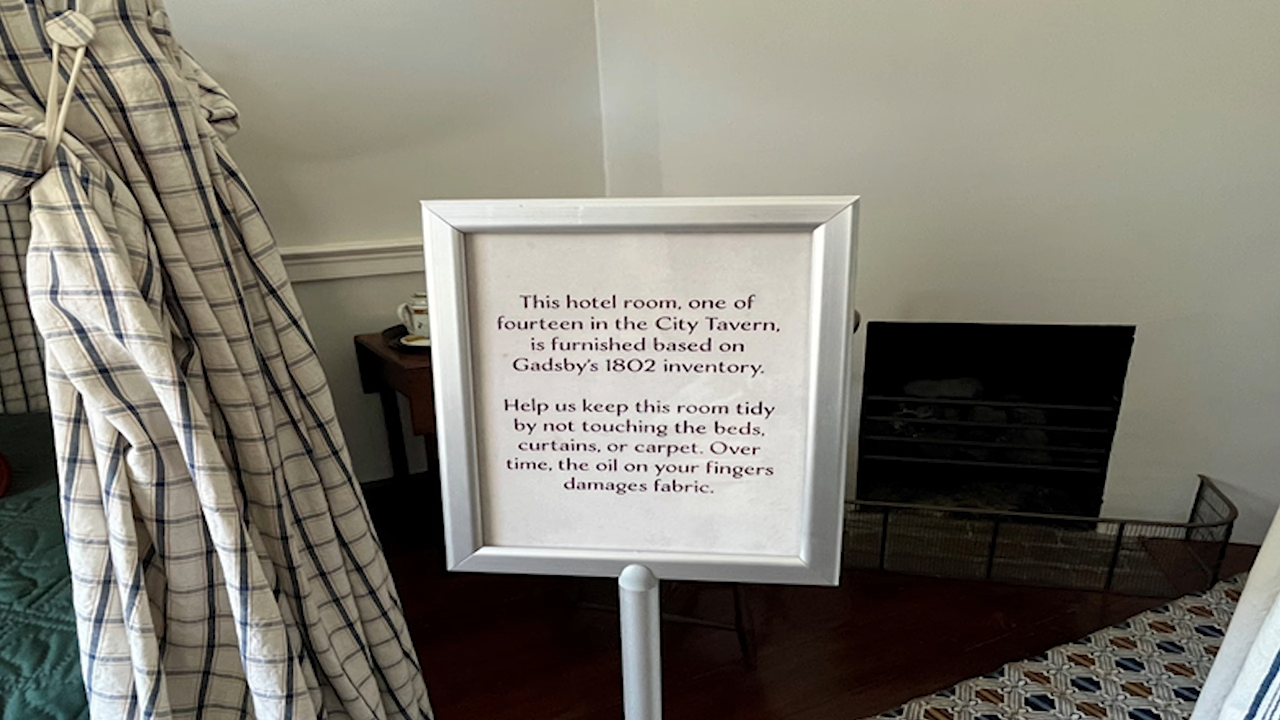 This hotel room, one of
fourteen in the City Tavern,
is furnished based on
Gadsby's 1802 inventory.
Help us keep this room tidy
by not touching the beds,
curtains, or carpet. Over
time, the oil on your fingers
damages fabric.